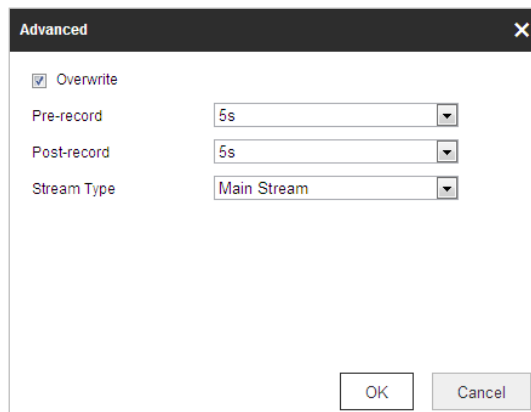 Advanced
Overwrite
Pre-record 5s
Post-record 5s
Stream Type Main Stream
OK Cancel